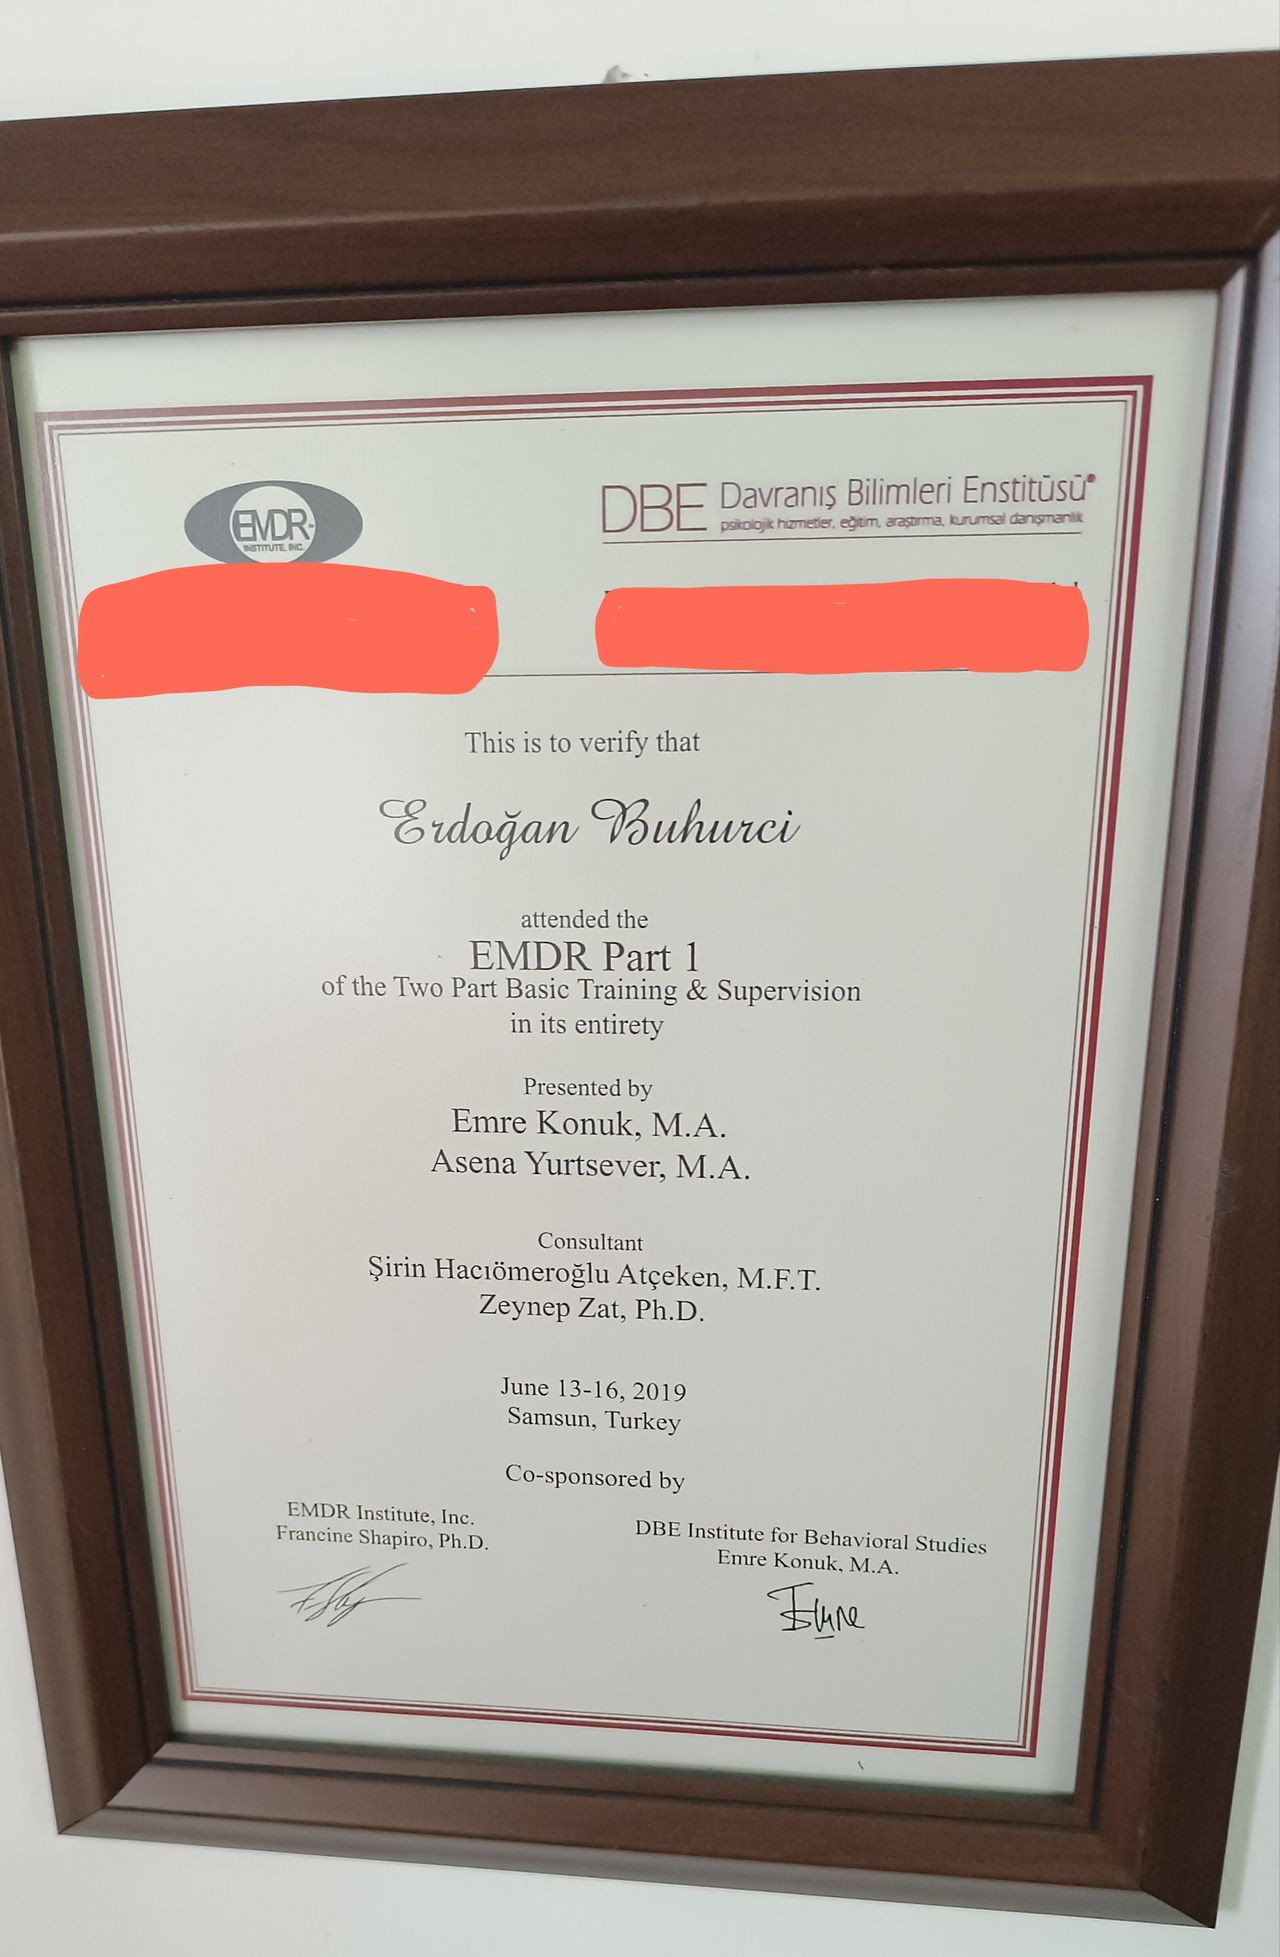 EMDR
INSTITUTE, INC.
DBE Davranış Bilimleri Enstitüsü®
psikolojik hizmetler, eğitim, araştırma, kurumsal danışmanlık
This is to verify that
Erdoğan Buhurci
attended the
EMDR Part 1
of the Two Part Basic Training & Supervision
in its entirety
Presented by
Emre Konuk, M.A.
Asena Yurtsever, M.A.
Consultant
Şirin Hacıömeroğlu Atçeken, M.F.T.
Zeynep Zat, Ph.D.
June 13-16, 2019
Samsun, Turkey
Co-sponsored by
EMDR Institute, Inc.
Francine Shapiro, Ph.D.
DBE Institute for Behavioral Studies
Emre Konuk, M.A.
Emre